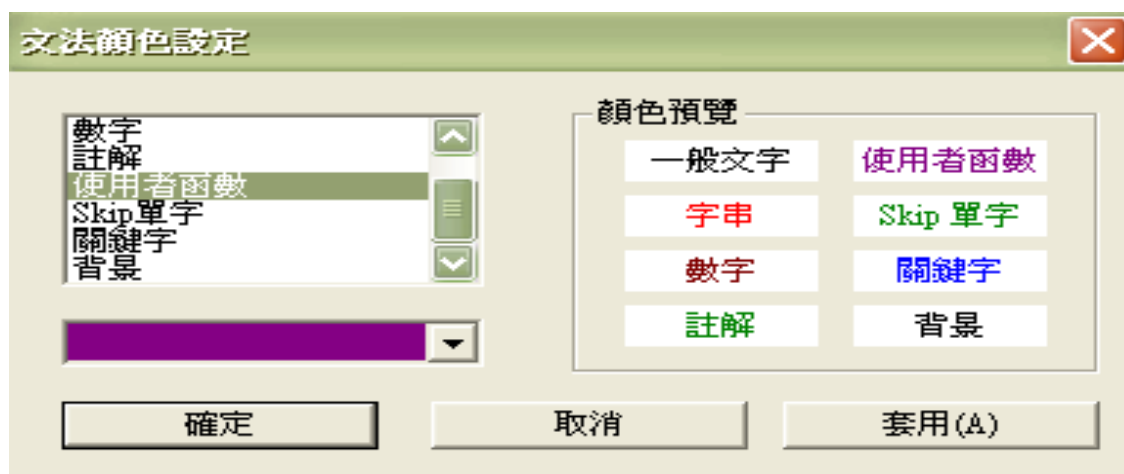 文法顏色設定
數字
註解
使用者函數
Skip單字
關鍵字
背景
顏色預覽
一般文字 使用者函數
字串 Skip 單字
數字 關鍵字
註解 背景
確定 取消 套用(A)